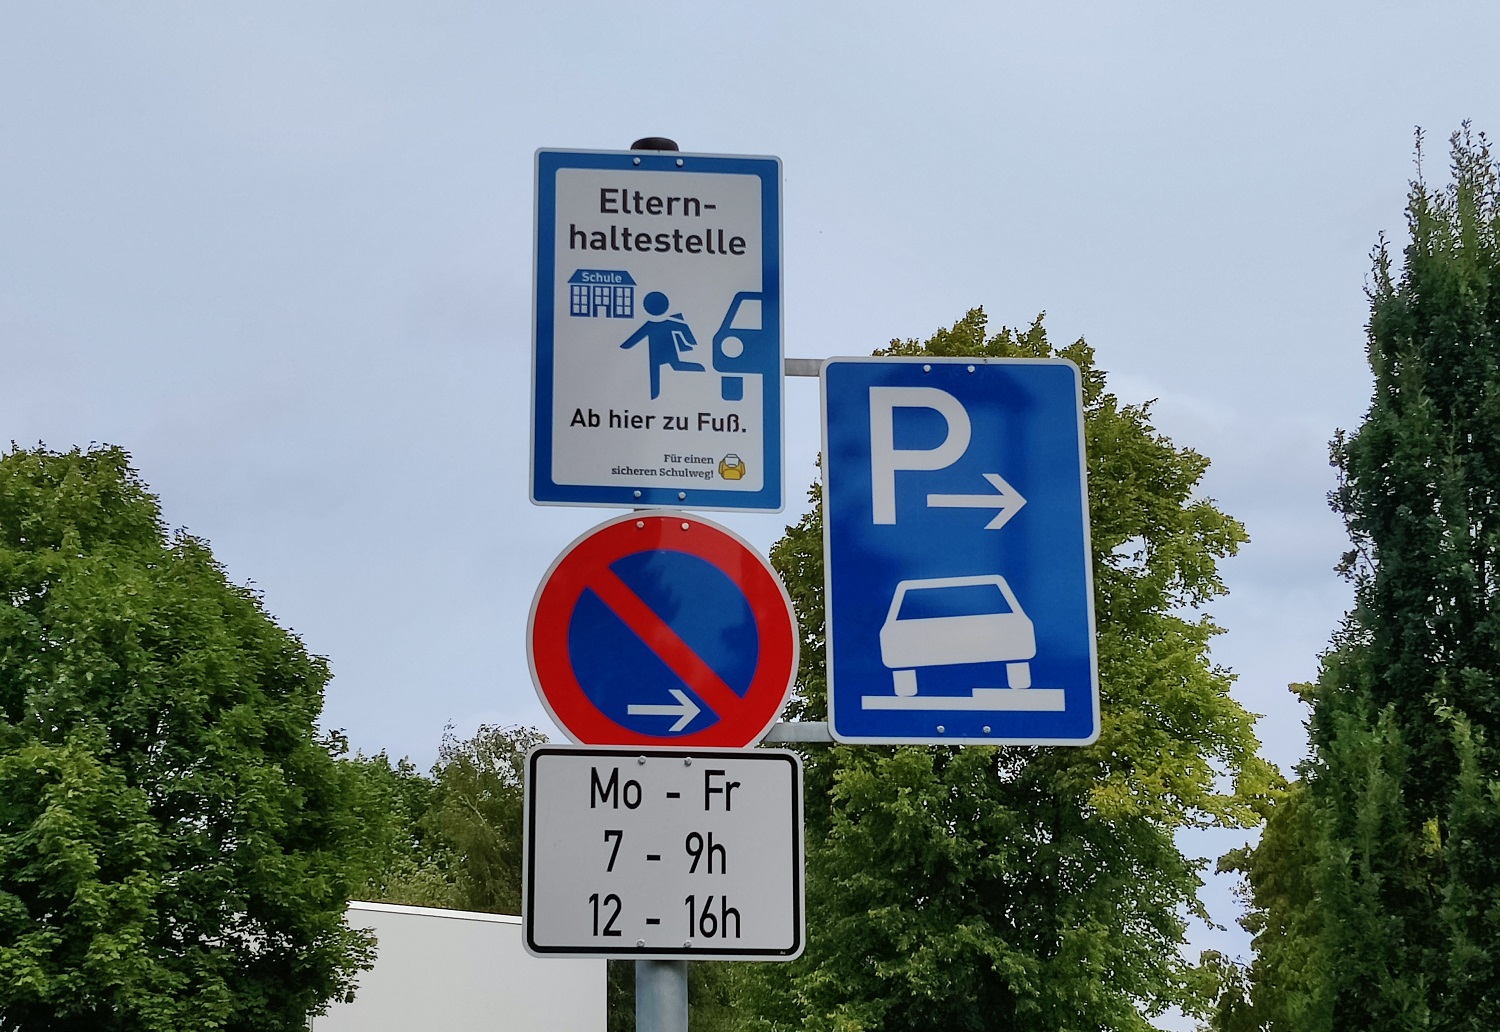 Eltern-
haltestelle
Schule
Ab hier zu Fuß.
Für einen
sicheren Schulweg!
P
Mo - Fr
7 - 9h
12 - 16h